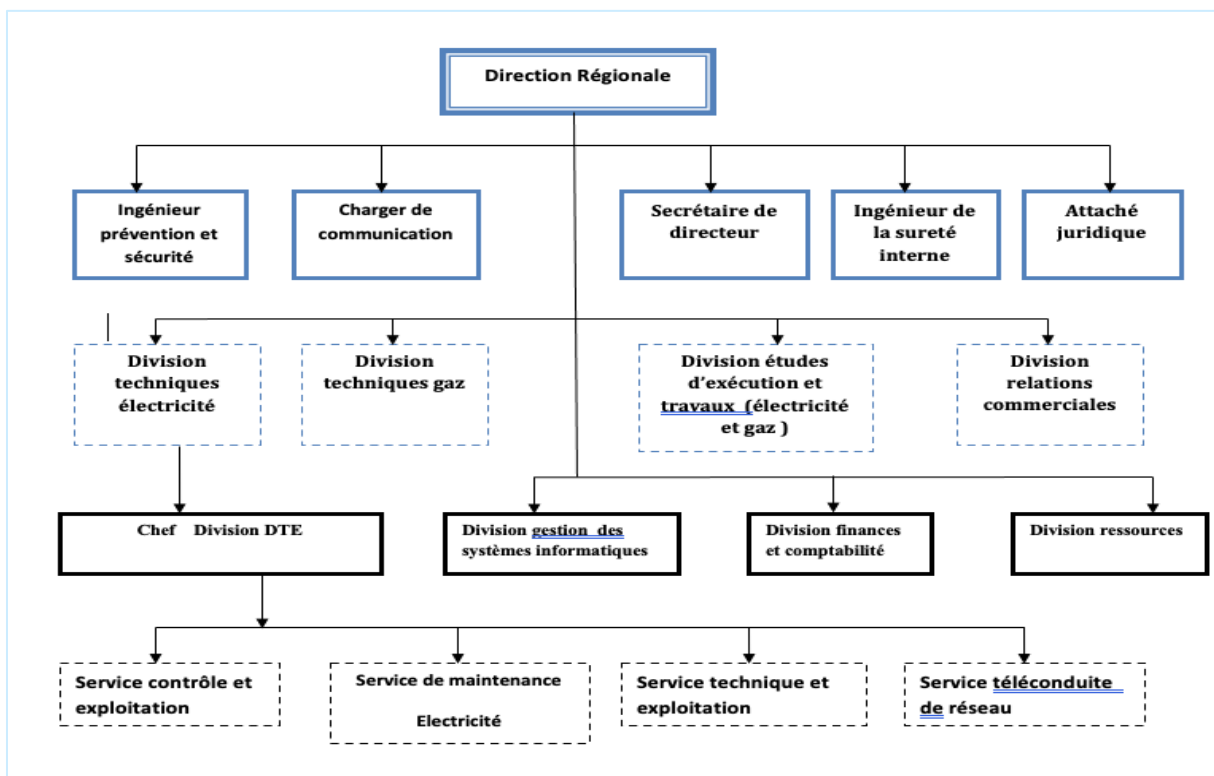 Direction Régionale
Ingénieur
prévention et
sécurité
Charger de
communication
Secrétaire de
directeur
Ingénieur de
la sureté
interne
Attaché
juridique
Division
techniques
électricité
Division
techniques gaz
Division études
d'exécution et
travaux (électricité
et gaz )
Division
relations
commerciales
Chef Division DTE
Division gestion des
systèmes informatiques
Division finances
et comptabilité
Division ressources
Service contrôle et
exploitation
Service de maintenance
Electricité
Service technique et
exploitation
Service téléconduite
de réseau